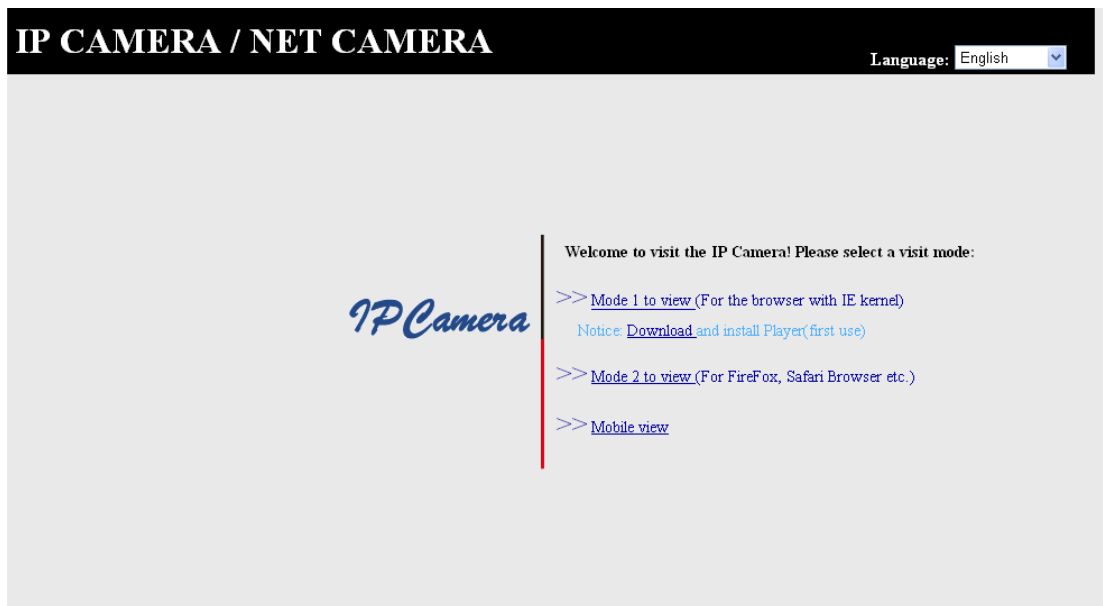 IP CAMERA / NET CAMERA
Language: English
Welcome to visit the IP Camera! Please select a visit mode:
IPCamera
>> Mode 1 to view (For the browser with IE kernel)
Notice: Download and install Player(first use)
>> Mode 2 to view (For FireFox, Safari Browser etc.)
>> Mobile view